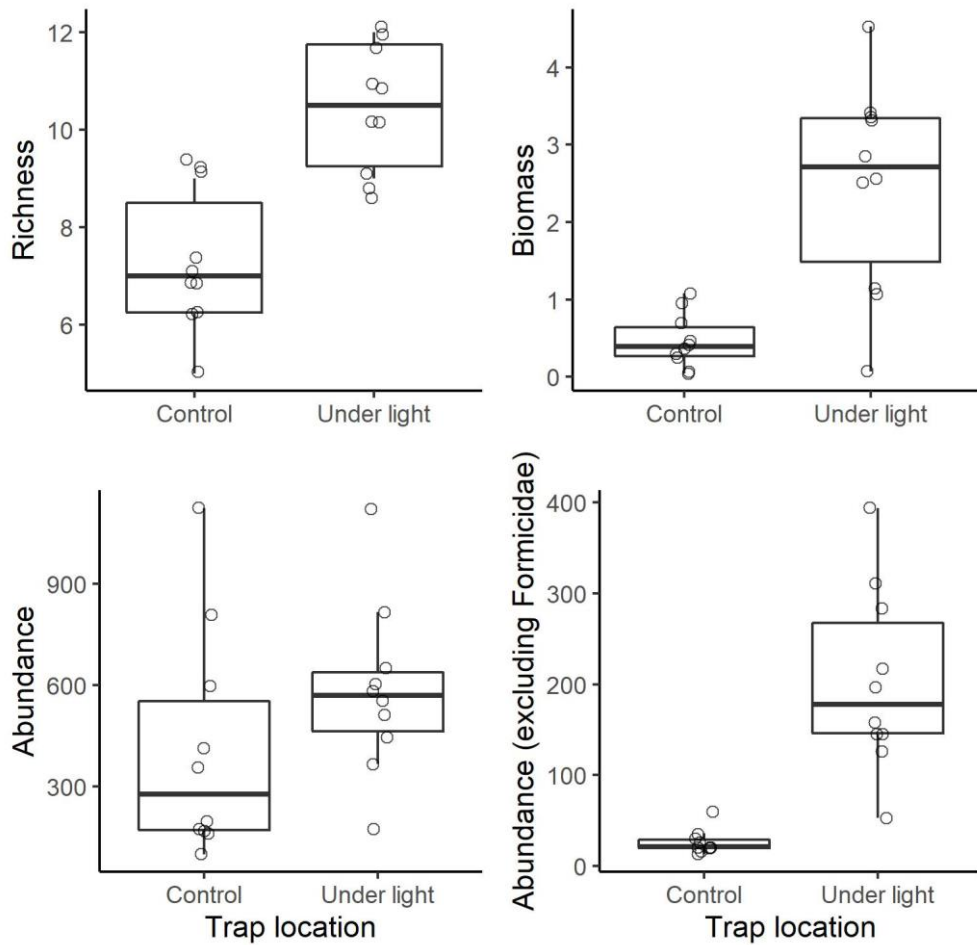 Richness
12
10
8
6
Control
Under light
Biomass
4
3
2
1
0
Control
Under light
Abundance
900
600
300
Control
Under light
Trap location
Abundance (excluding Formicidae)
400
300
200
100
0
Control
Under light
Trap location